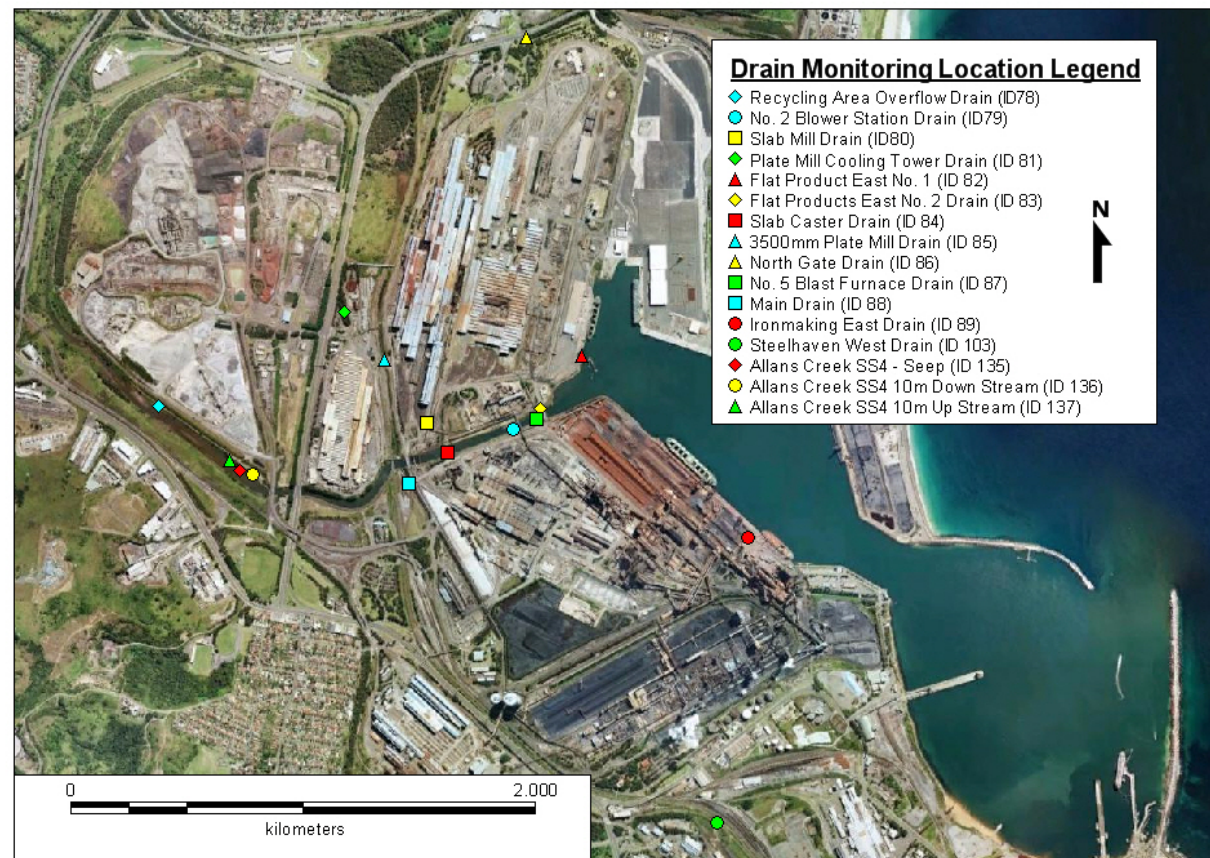 Drain Monitoring Location Legend
Recycling Area Overflow Drain (ID78)
No. 2 Blower Station Drain (ID79)
Slab Mill Drain (ID80)
Plate Mill Cooling Tower Drain (ID 81)
Flat Product East No. 1 (ID 82)
Flat Products East No. 2 Drain (ID 83)
Slab Caster Drain (ID 84)
3500mm Plate Mill Drain (ID 85)
North Gate Drain (ID 86)
No. 5 Blast Furnace Drain (ID 87)
Main Drain (ID 88)
Ironmaking East Drain (ID 89)
Steelhaven West Drain (ID 103)
Allans Creek SS4 - Seep (ID 135)
Allans Creek SS4 10m Down Stream (ID 136)
Allans Creek SS4 10m Up Stream (ID 137)
N
0 2.000
kilometers